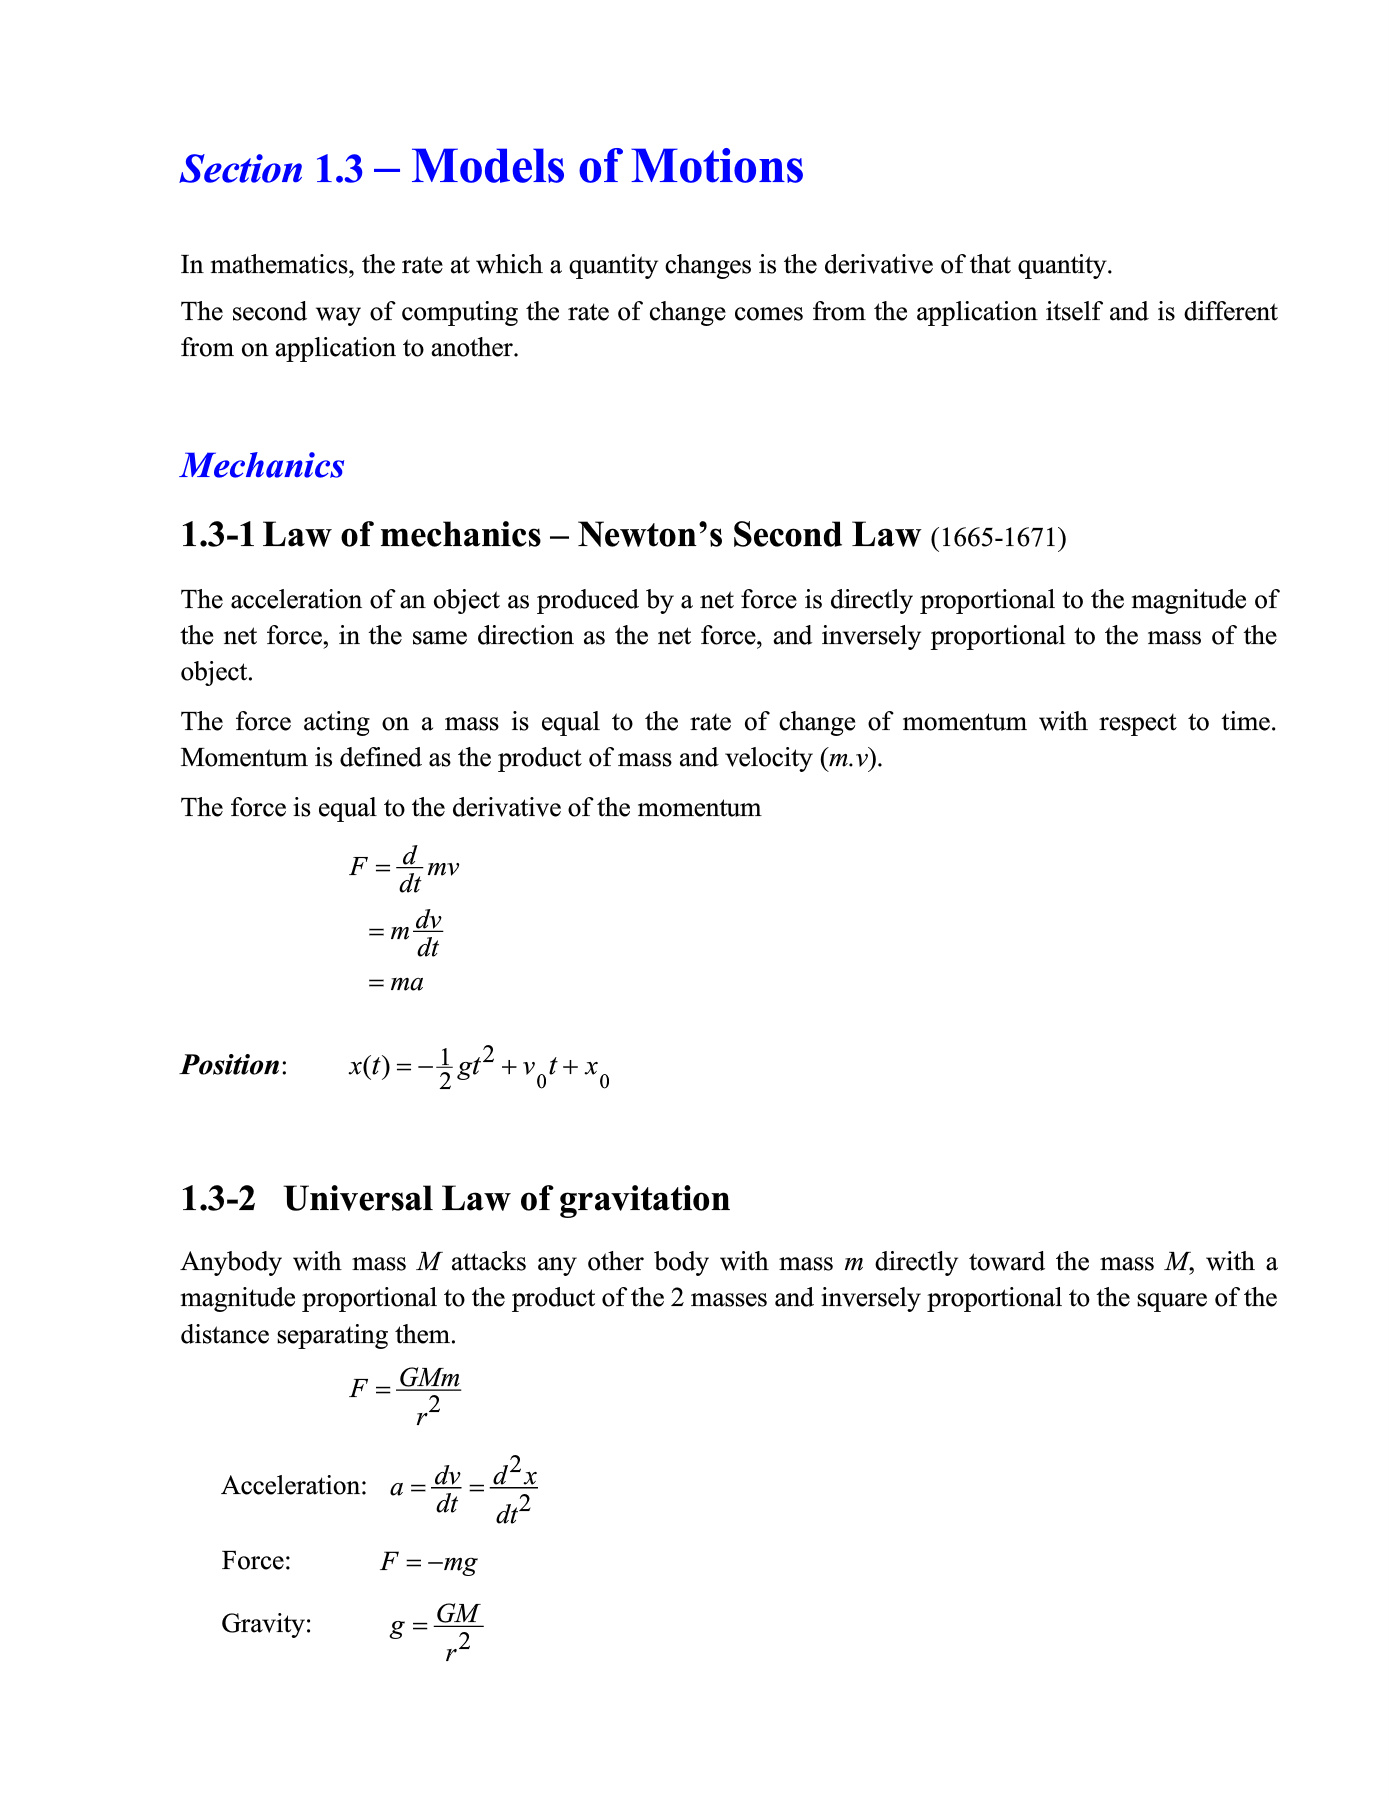 Section 1.3 – Models of Motions
In mathematics, the rate at which a quantity changes is the derivative of that quantity.
The second way of computing the rate of change comes from the application itself and is different
from on application to another.
Mechanics
1.3-1 Law of mechanics – Newton’s Second Law (1665-1671)
The acceleration of an object as produced by a net force is directly proportional to the magnitude of
the net force, in the same direction as the net force, and inversely proportional to the mass of the
object.
The force acting on a mass is equal to the rate of change of momentum with respect to time.
Momentum is defined as the product of mass and velocity (m.v).
The force is equal to the derivative of the momentum
F = \frac{d}{dt} mv
= m \frac{dv}{dt}
= ma
Position: x(t) = -\frac{1}{2} gt^2 + v_0 t + x_0
1.3-2 Universal Law of gravitation
Anybody with mass M attacks any other body with mass m directly toward the mass M, with a
magnitude proportional to the product of the 2 masses and inversely proportional to the square of the
distance separating them.
F = \frac{GMm}{r^2}
Acceleration: a = \frac{dv}{dt} = \frac{d^2 x}{dt^2}
Force: F = -mg
Gravity: g = \frac{GM}{r^2}